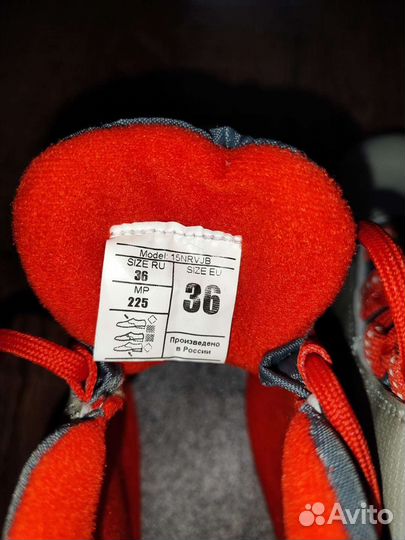 Model: 15NRVJB
SIZE RU
36
MP
225
SIZE EU
36
Произведено
в России
Avito